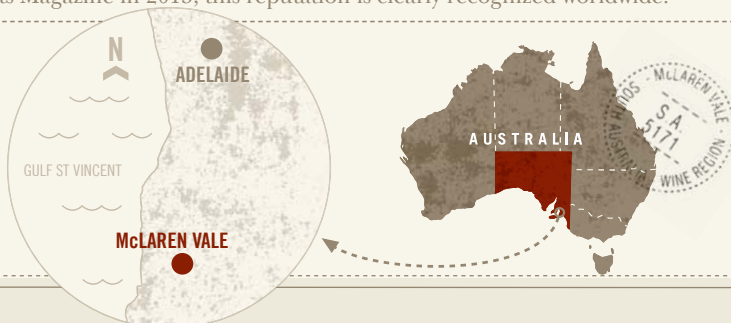 as Magazine in 2013, this reputation is clearly recognized worldwide.
N
ADELAIDE
GULF ST VINCENT
McLAREN VALE
AUSTRALIA
McLAREN VALE
S.A.
5171
WINE REGION